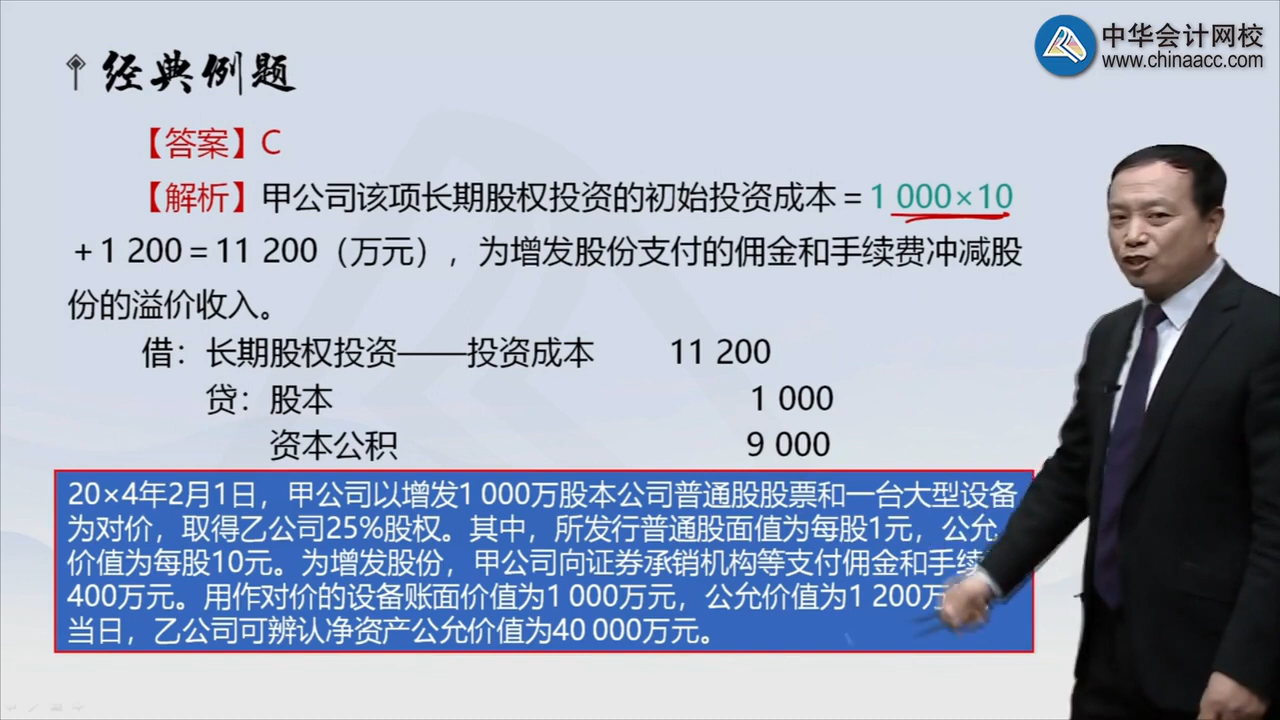 中华会计网校
www.chinaacc.com
经典例题
【答案】C
【解析】甲公司该项长期股权投资的初始投资成本＝1 000×10
＋1 200＝11 200（万元），为增发股份支付的佣金和手续费冲减股
份的溢价收入。
借：长期股权投资——投资成本 11 200
贷：股本 1 000
资本公积 9 000
20×4年2月1日，甲公司以增发1 000万股本公司普通股股票和一台大型设备
为对价，取得乙公司25%股权。其中，所发行普通股面值为每股1元，公允
价值为每股10元。为增发股份，甲公司向证券承销机构等支付佣金和手续
400万元。用作对价的设备账面价值为1 000万元，公允价值为1 200万
当日，乙公司可辨认净资产公允价值为40 000万元。